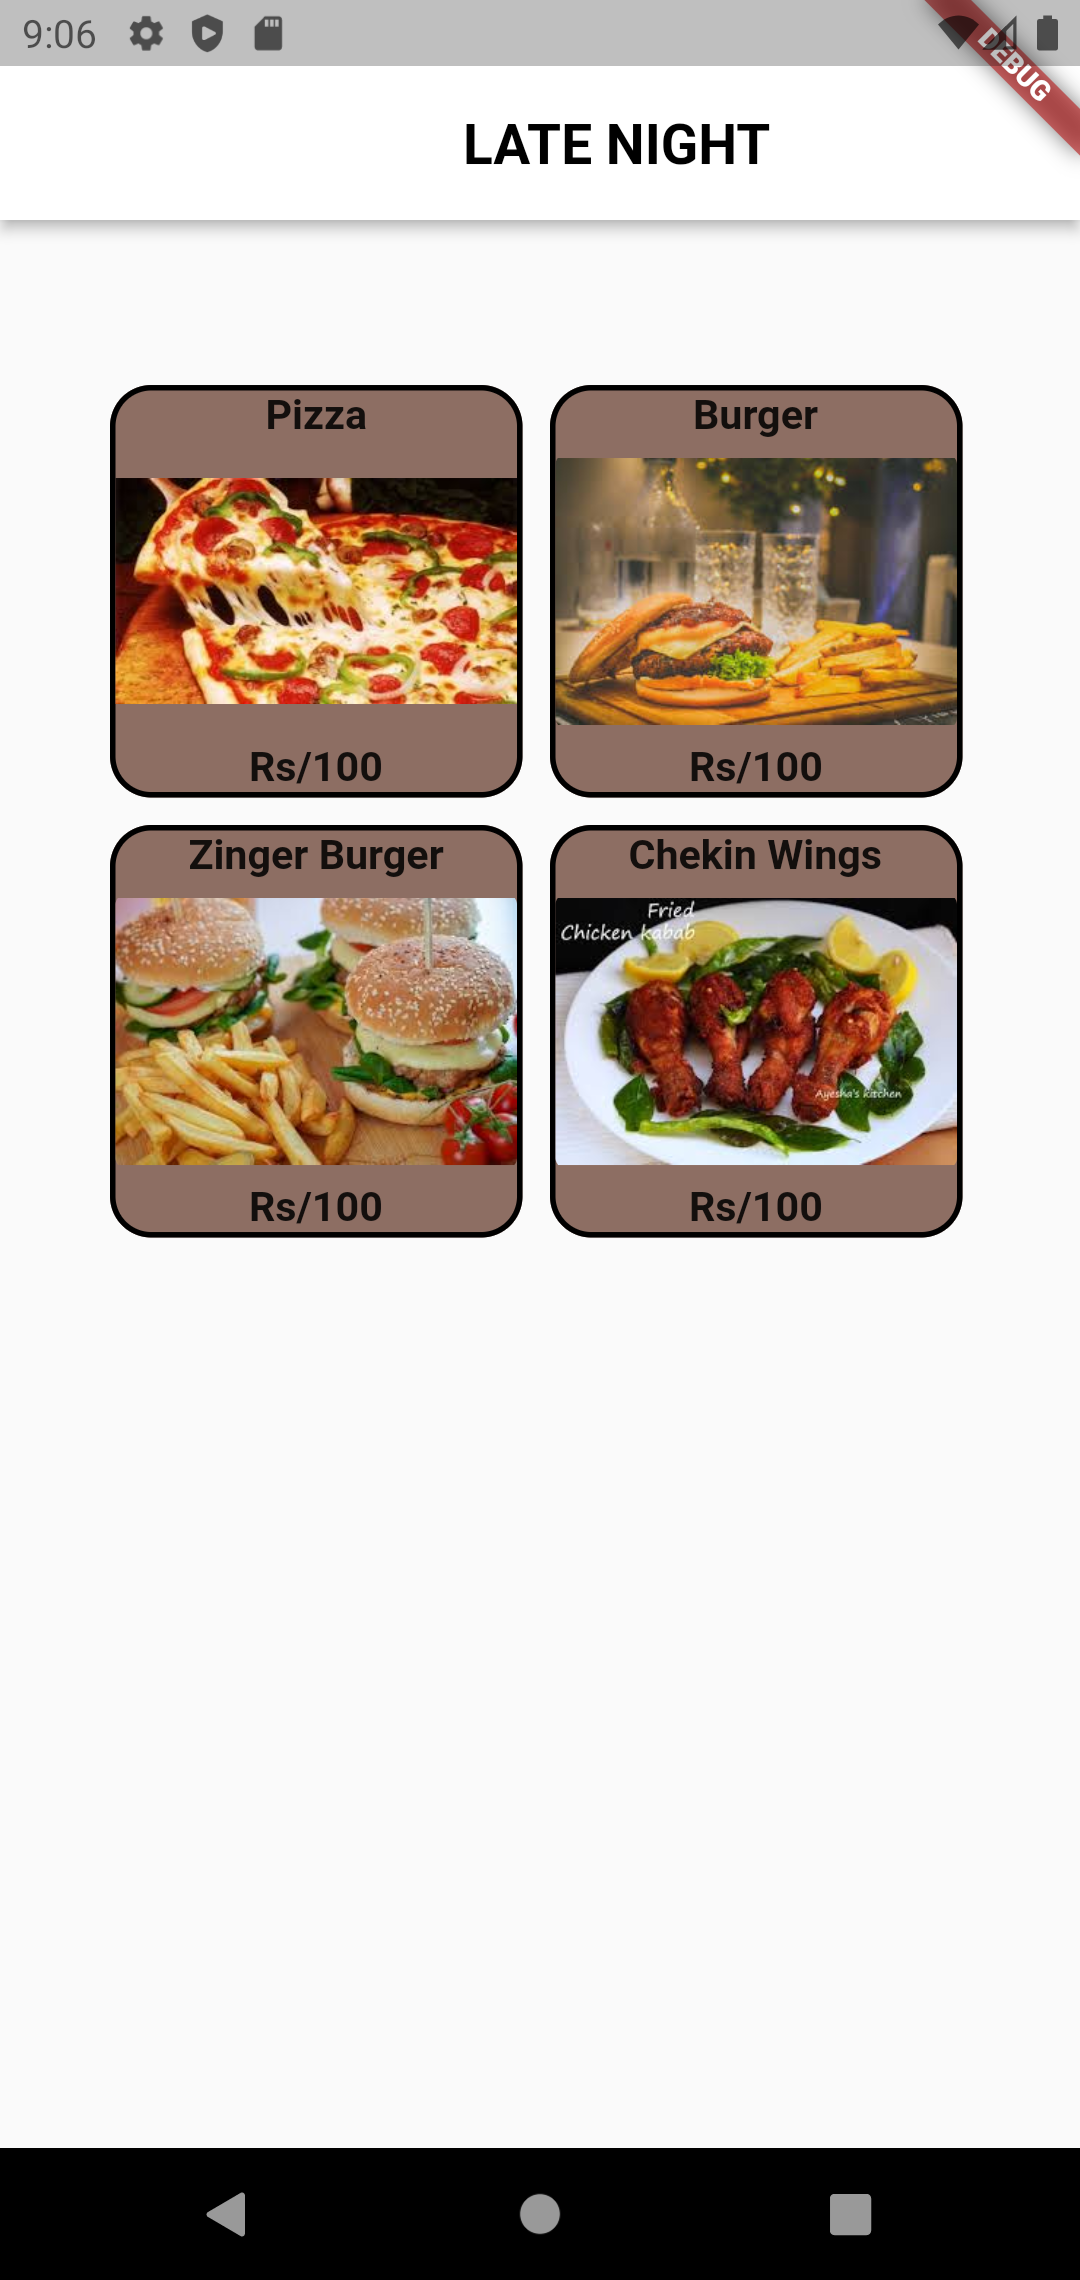 9:06
DEBUG
LATE NIGHT
Pizza
Burger
Rs/100
Rs/100
Zinger Burger
Chekin Wings
Fried
Chicken kabab
Ayesha's kitchen
Rs/100
Rs/100